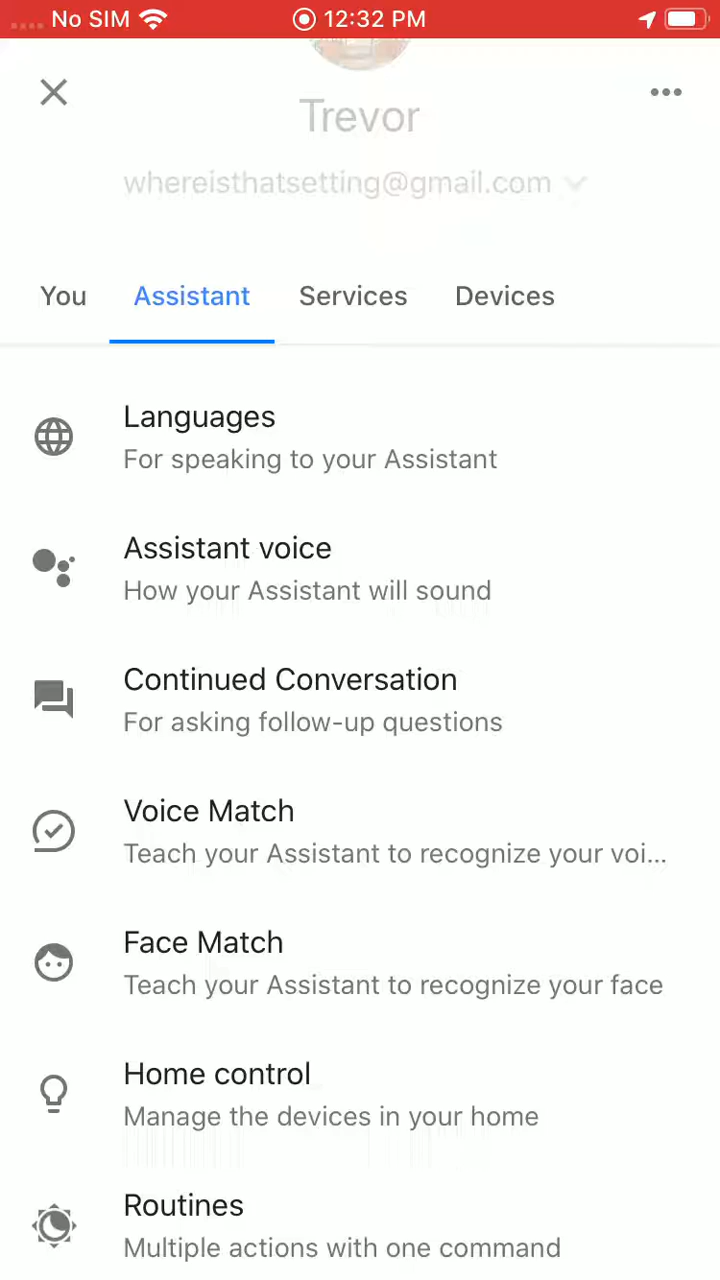 No SIM 12:32 PM
Trevor
whereisthatsetting@gmail.com
You Assistant Services Devices
Languages
For speaking to your Assistant
Assistant voice
How your Assistant will sound
Continued Conversation
For asking follow-up questions
Voice Match
Teach your Assistant to recognize your voi...
Face Match
Teach your Assistant to recognize your face
Home control
Manage the devices in your home
Routines
Multiple actions with one command